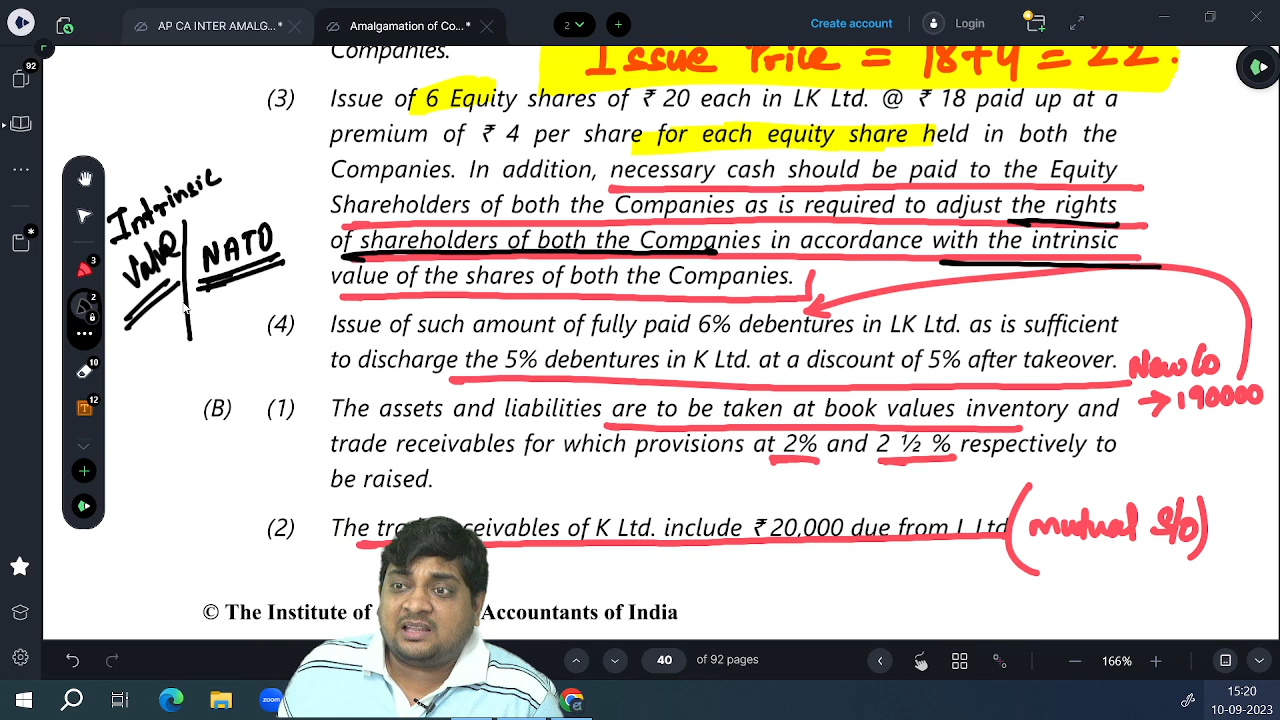 AP CA INTER AMALG...
Amalgamation of Co...*
2
Create account
Login
92
Companies.
Issue Price = 18+4 = 22.
(3) Issue of 6 Equity shares of ₹ 20 each in LK Ltd. @ ₹ 18 paid up at a
premium of ₹ 4 per share for each equity share held in both the
Companies. In addition, necessary cash should be paid to the Equity
Shareholders of both the Companies as is required to adjust the rights
of shareholders of both the Companies in accordance with the intrinsic
value of the shares of both the Companies.
Intrinsic
Value
NATO
(4) Issue of such amount of fully paid 6% debentures in LK Ltd. as is sufficient
to discharge the 5% debentures in K Ltd. at a discount of 5% after takeover.
New Co
→ 190000
(B) (1) The assets and liabilities are to be taken at book values inventory and
trade receivables for which provisions at 2% and 2 ½ % respectively to
be raised.
(2) The trade receivables of K Ltd. include ₹ 20,000 due from L Ltd
(mutual s/o)
© The Institute of Accountants of India
3
2
10
12
40 of 92 pages
166%
zoom
15:20
10-09-2023